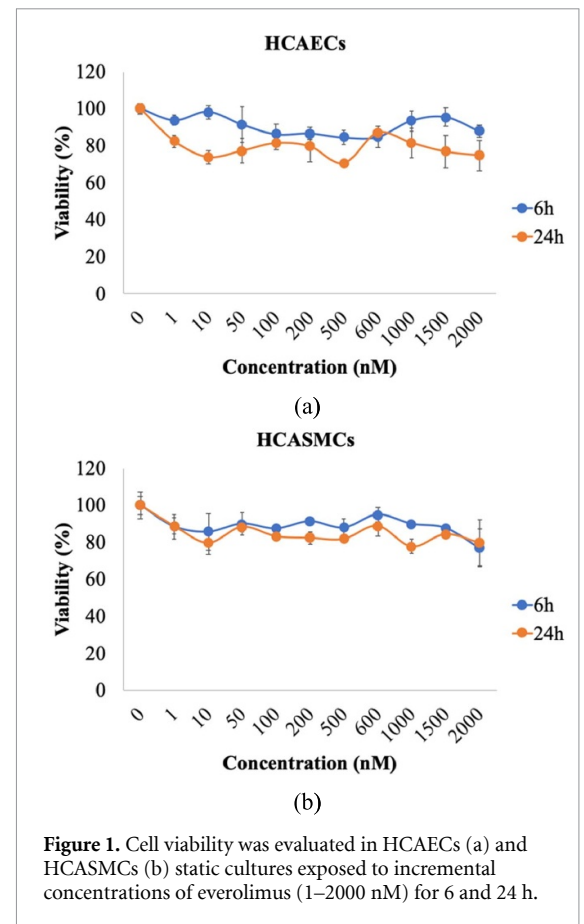 HCAECs
120
100
80
60
40
20
0
Viability (%)
0 1 10 50 100 200 500 600 1000 1500 2000
Concentration (nM)
6h
24h
(a)
HCASMCs
120
100
80
60
40
20
0
Viability (%)
0 1 10 50 100 200 500 600 1000 1500 2000
Concentration (nM)
6h
24h
(b)
Figure 1. Cell viability was evaluated in HCAECs (a) and
HCASMCs (b) static cultures exposed to incremental
concentrations of everolimus (1–2000 nM) for 6 and 24 h.